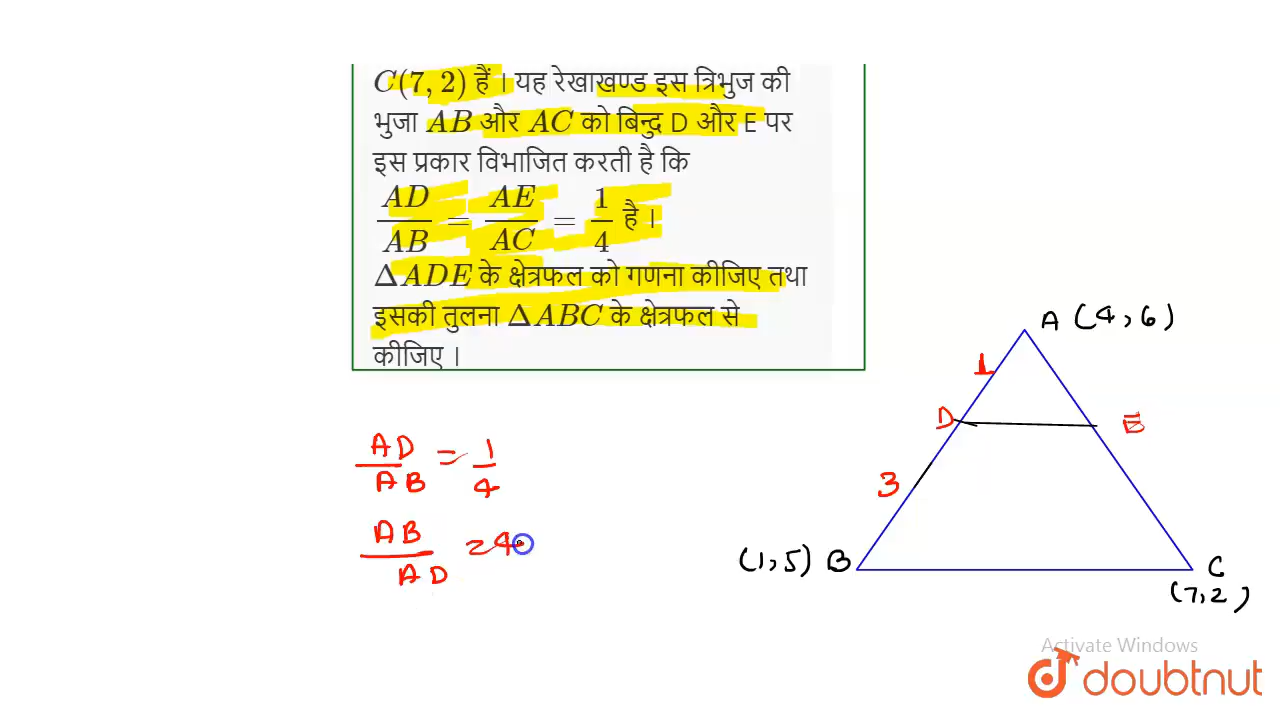 C(7, 2) हैं । यह रेखाखण्ड इस त्रिभुज की
भुजा AB और AC को बिन्दु D और E पर
इस प्रकार विभाजित करती है कि
AD/AB = AE/AC = 1/4 है ।
ΔADE के क्षेत्रफल को गणना कीजिए तथा
इसकी तुलना ΔABC के क्षेत्रफल से
कीजिए ।
AD/AB = 1/4
AB/AD = 4
A (4, 6)
1
D E
3
(1, 5) B
C
(7, 2)
Activate Windows
doubtnut